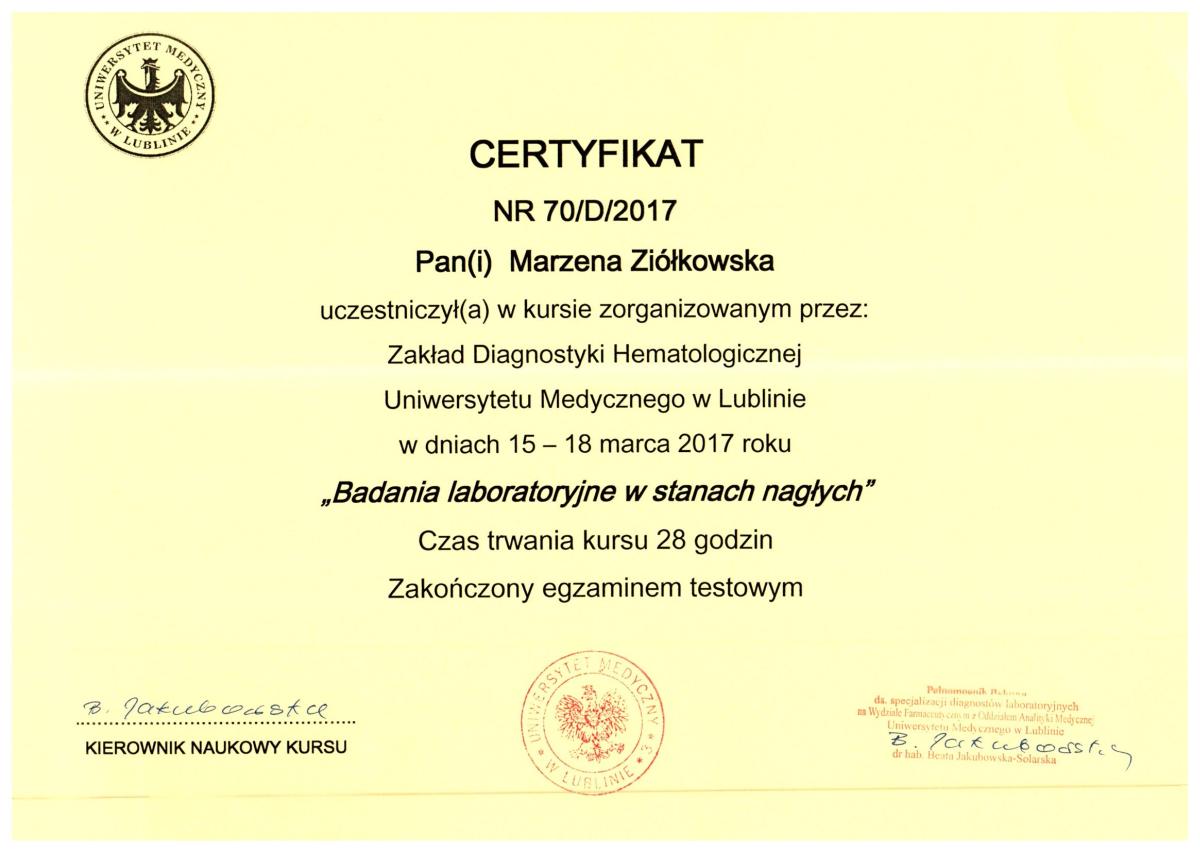 UNIWERSYTET MEDYCZNY
W LUBLINIE
CERTYFIKAT
NR 70/D/2017
Pan(i) Marzena Ziółkowska
uczestniczył(a) w kursie zorganizowanym przez:
Zakład Diagnostyki Hematologicznej
Uniwersytetu Medycznego w Lublinie
w dniach 15 – 18 marca 2017 roku
„Badania laboratoryjne w stanach nagłych”
Czas trwania kursu 28 godzin
Zakończony egzaminem testowym
B. Jakubowska
KIEROWNIK NAUKOWY KURSU
UNIWERSYTET MEDYCZNY
W LUBLINIE * 3 *
Pełnomocnik Rektora
ds. specjalizacji diagnostów laboratoryjnych
na Wydziale Farmaceutycznym z Oddziałem Analityki Medycznej
Uniwersytetu Medycznego w Lublinie
B. Jakubowska
dr hab. Beata Jakubowska-Solarska